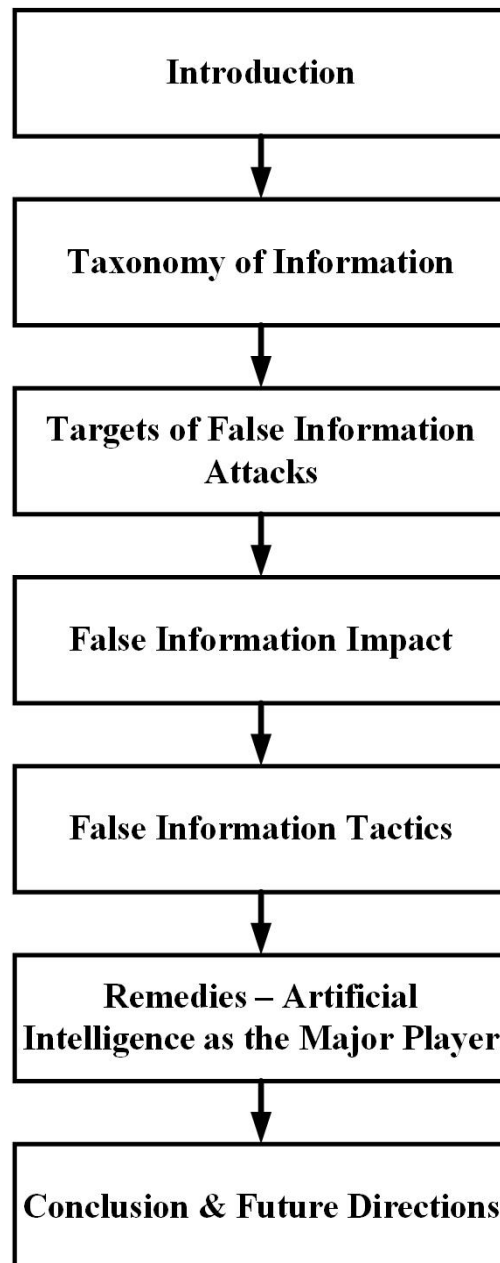 Introduction
Taxonomy of Information
Targets of False Information
Attacks
False Information Impact
False Information Tactics
Remedies – Artificial
Intelligence as the Major Player
Conclusion & Future Directions